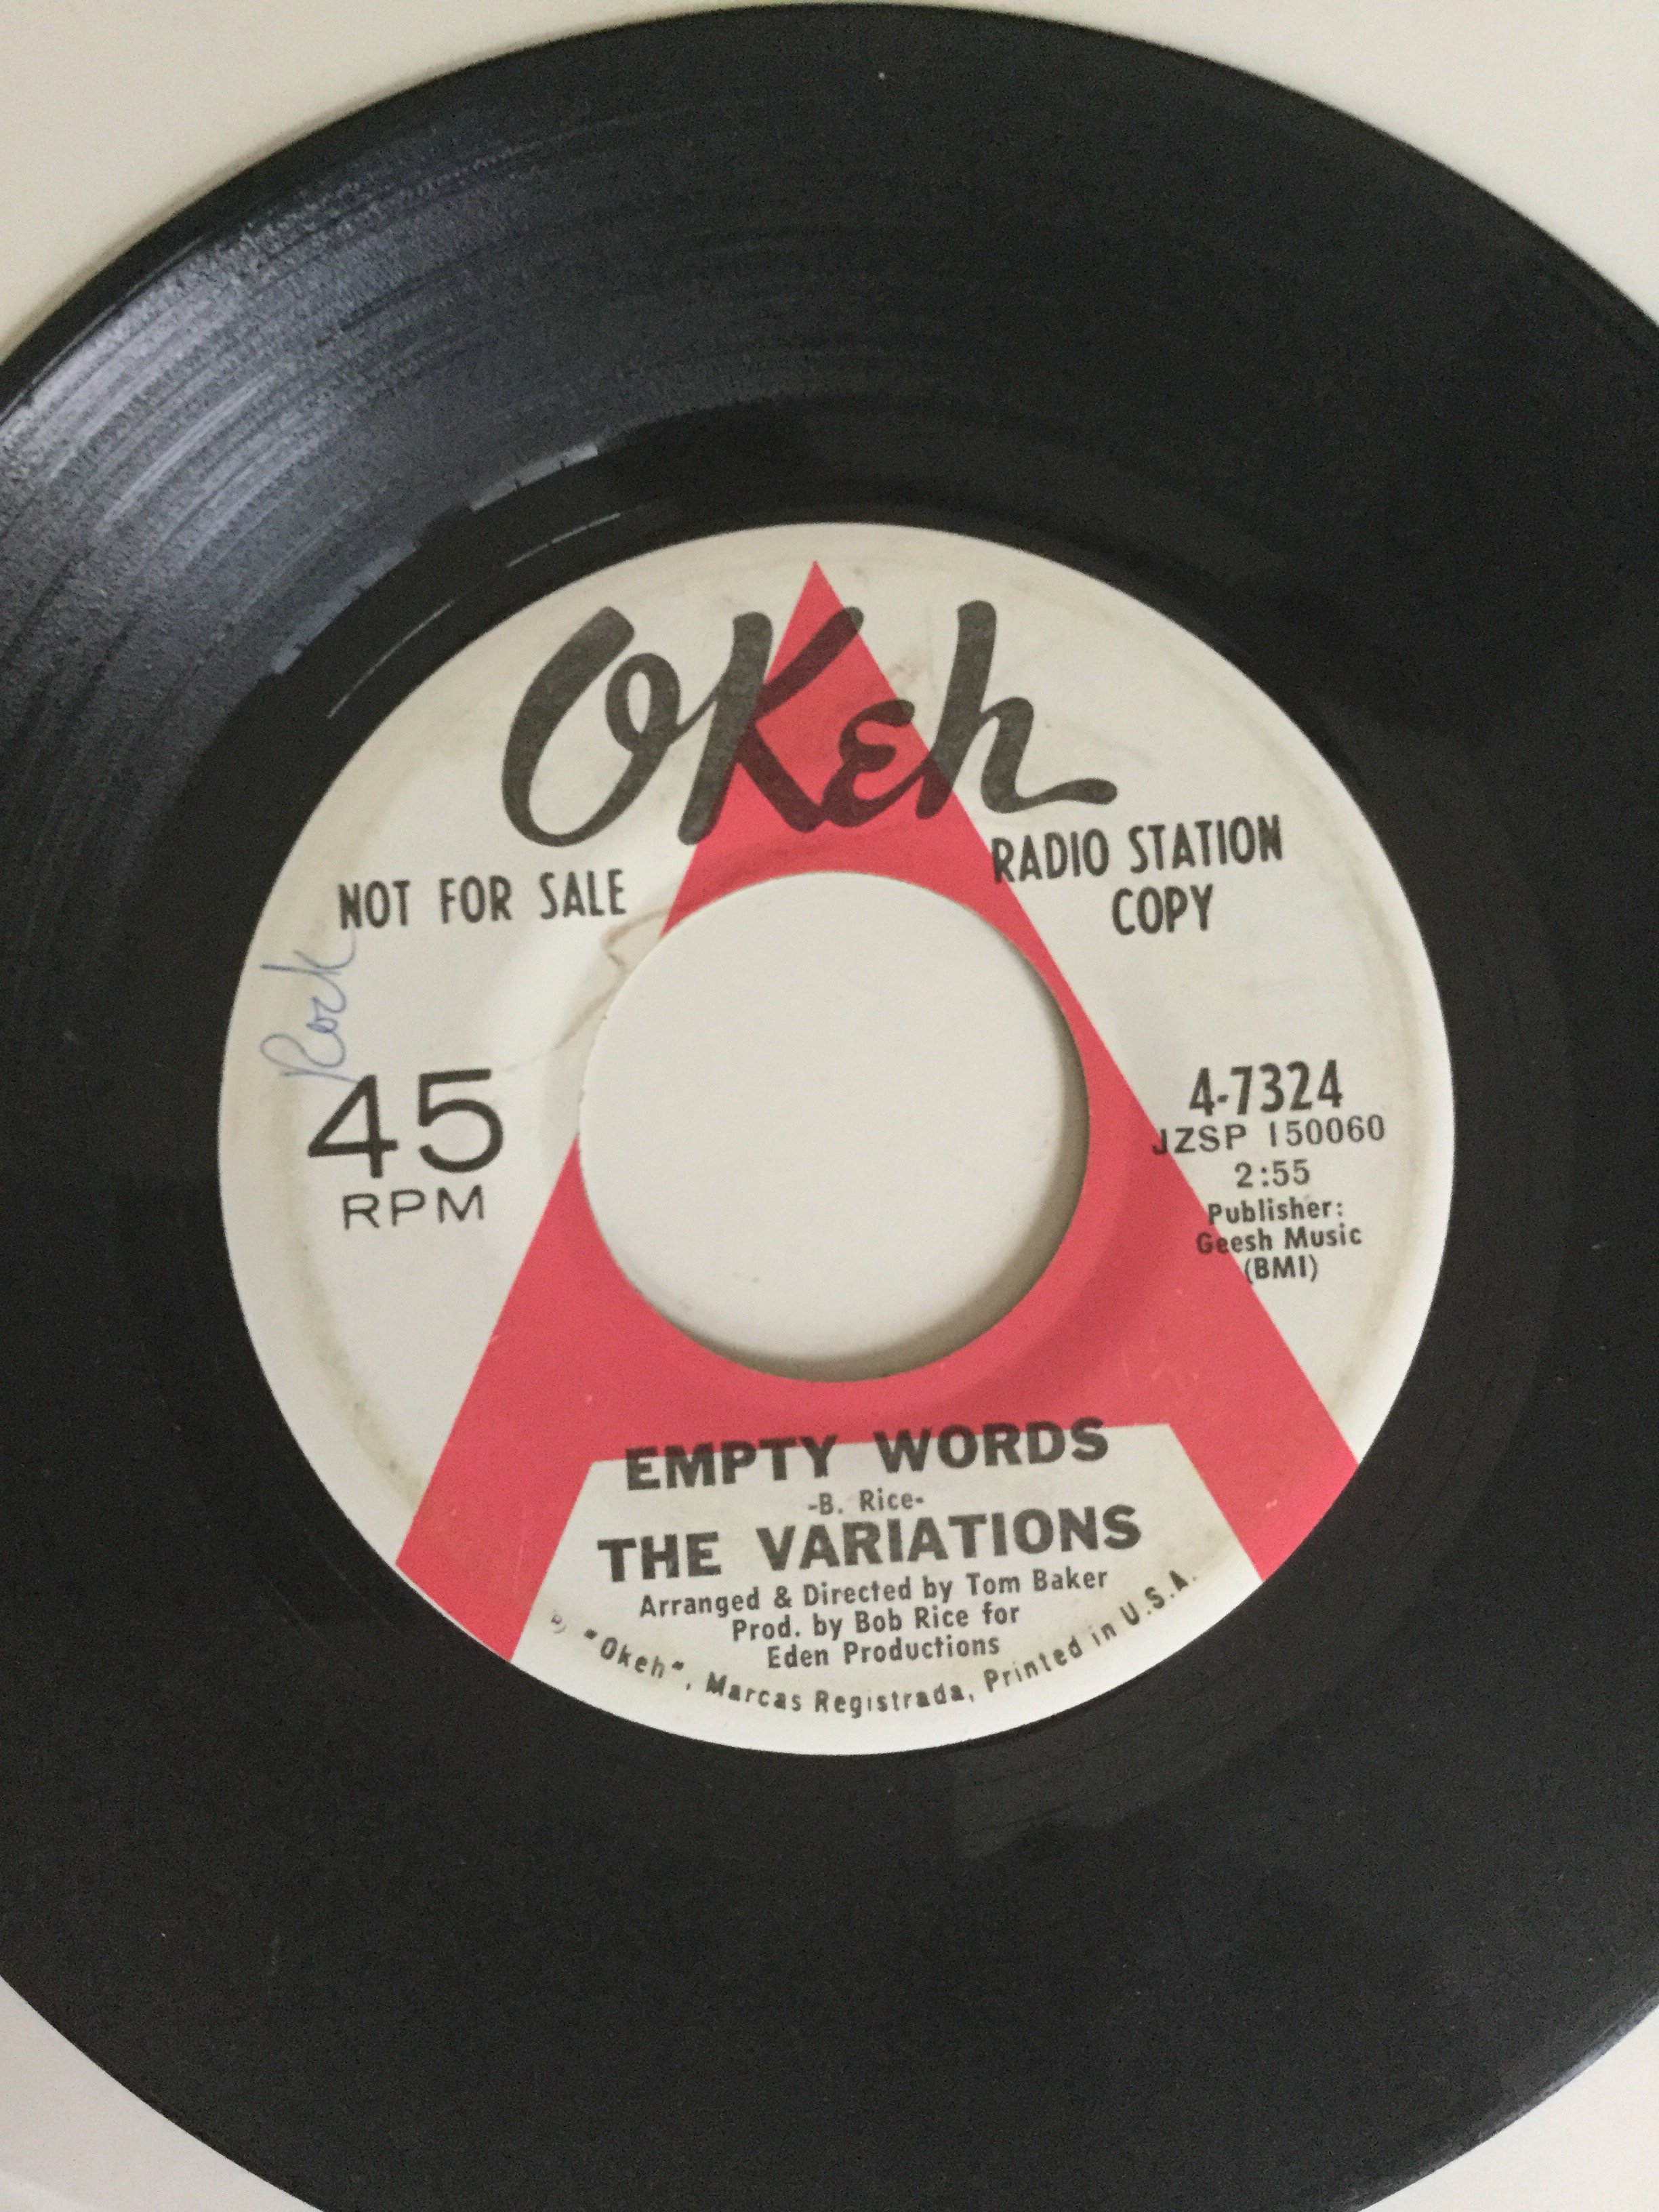 OKeh
NOT FOR SALE
RADIO STATION
COPY
Rock
45
RPM
4-7324
JZSP 150060
2:55
Publisher:
Geesh Music
(BMI)
EMPTY WORDS
-B. Rice-
THE VARIATIONS
Arranged & Directed by Tom Baker
Prod. by Bob Rice for
Eden Productions
"Okeh", Marcas Registrada, Printed in U.S.A.